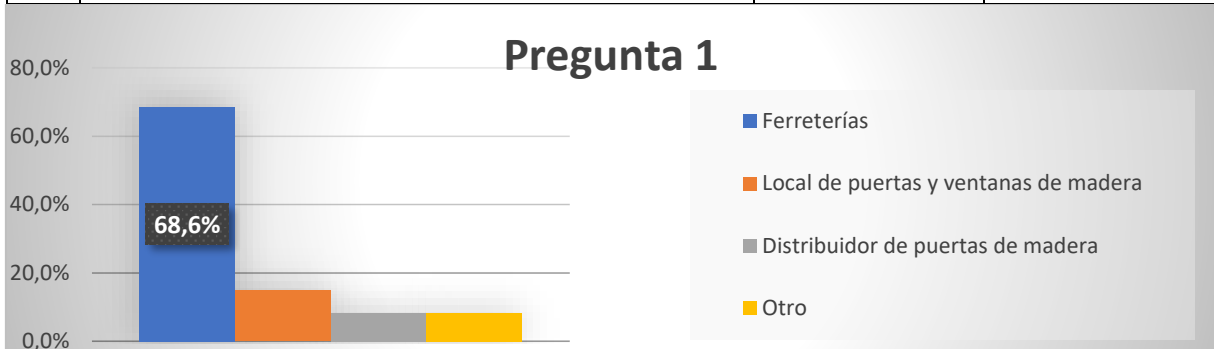 Pregunta 1
80,0%
60,0%
40,0%
20,0%
0,0%
68,6%
Ferreterías
Local de puertas y ventanas de madera
Distribuidor de puertas de madera
Otro